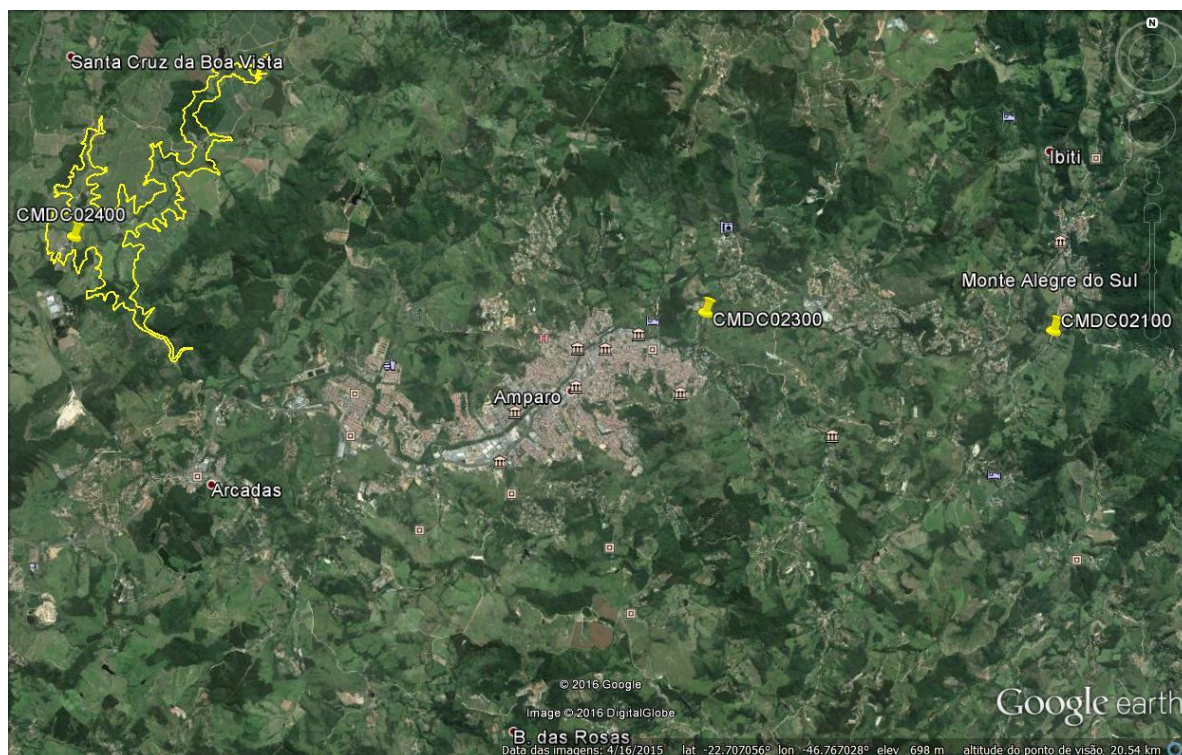 N
Santa Cruz da Boa Vista
Ibiti
CMDC02400
Monte Alegre do Sul
CMDC02300
CMDC02100
Amparo
Arcadas
© 2016 Google
Image © 2016 DigitalGlobe
Google earth
B. das Rosas
Data das imagens: 4/16/2015 lat -22.707056° lon -46.767028° elev 698 m altitude do ponto de visão 20.54 km